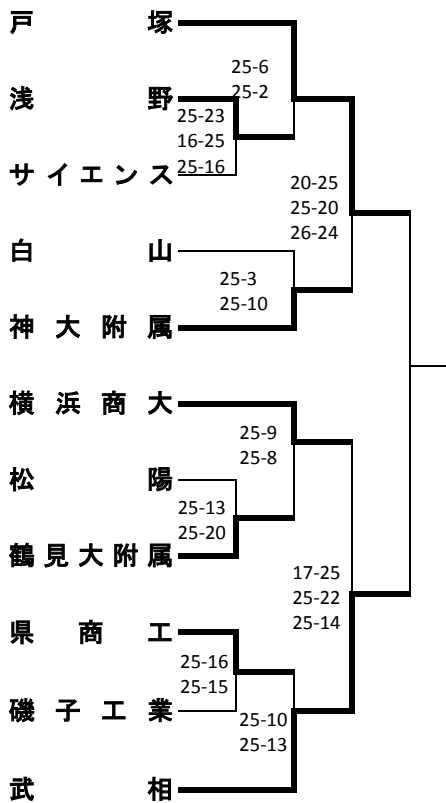 戸塚
25-6
25-2
浅野
25-23
16-25
25-16
サイエンス
20-25
25-20
26-24
白山
25-3
25-10
神大附属
横浜商大
25-9
25-8
松陽
25-13
25-20
鶴見大附属
17-25
25-22
25-14
県商工
25-16
25-15
磯子工業
25-10
25-13
武相